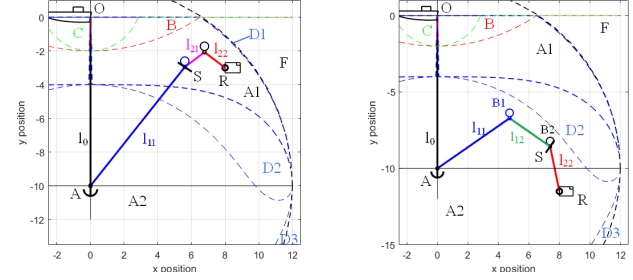 O
B
C
D1
F
l21
l22
S
R
A1
l0
l11
D2
A
A2
D3
0
-2
-4
-6
-8
-10
-12
y position
-2 0 2 4 6 8 10 12
x position
O
B
C
A1
F
B1
D2
l11
l12
B2
S
l0
l22
A
R
A2
D3
0
-5
-10
-15
y position
-2 0 2 4 6 8 10 12
x position